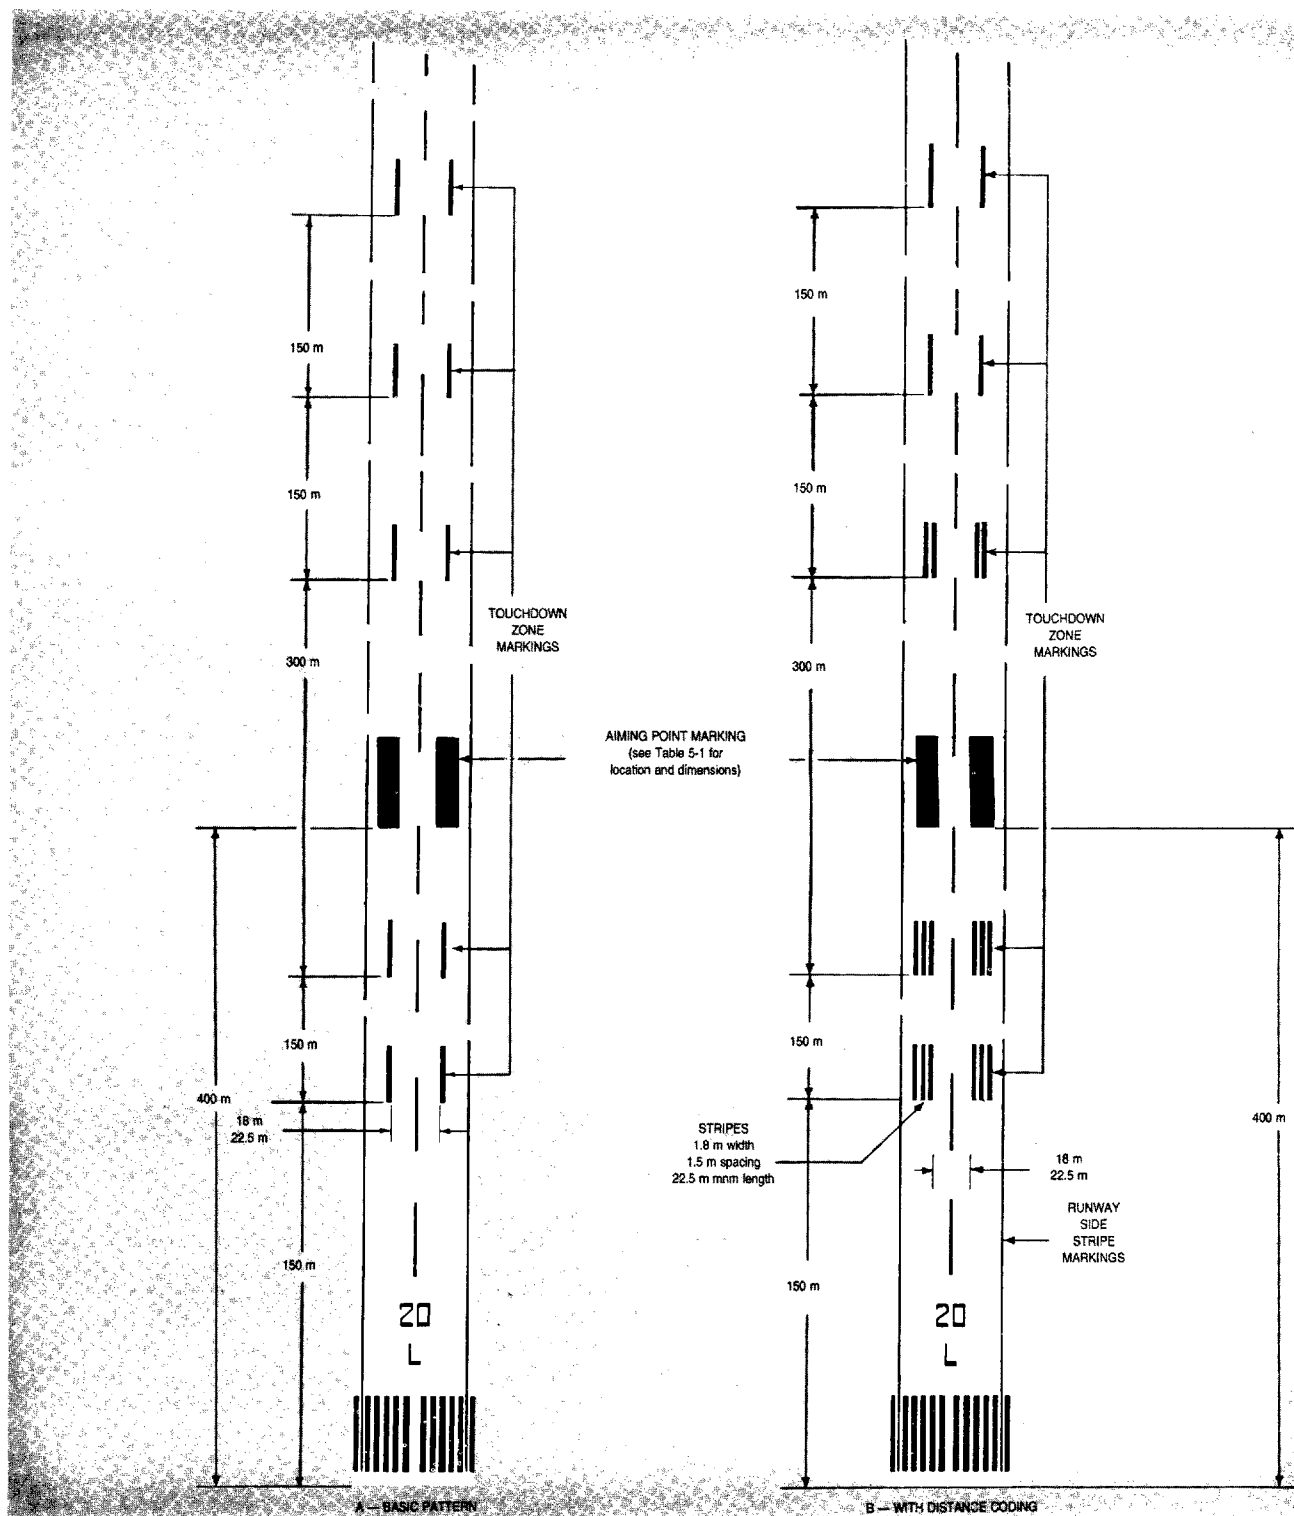 150 m
150 m
150 m
150 m
TOUCHDOWN
ZONE
MARKINGS
TOUCHDOWN
ZONE
MARKINGS
300 m
300 m
AIMING POINT MARKING
(see Table 5-1 for
location and dimensions)
150 m
150 m
400 m
400 m
18 m
22.5 m
STRIPES
1.8 m width
1.5 m spacing
22.5 m mnm length
18 m
22.5 m
RUNWAY
SIDE
STRIPE
MARKINGS
150 m
150 m
20
L
20
L
A — BASIC PATTERN
B — WITH DISTANCE CODING